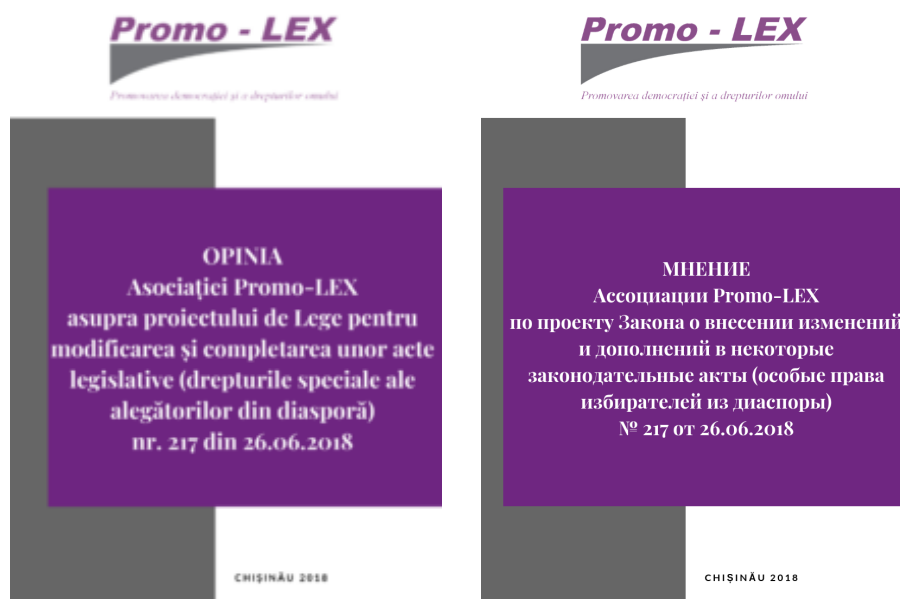 Promo - LEX
Promovarea democrației și a drepturilor omului
OPINIA
Asociației Promo-LEX
asupra proiectului de Lege pentru
modificarea și completarea unor acte
legislative (drepturile speciale ale
alegătorilor din diasporă)
nr. 217 din 26.06.2018
CHIȘINĂU 2018
Promo - LEX
Promovarea democrației și a drepturilor omului
МНЕНИЕ
Ассоциации Promo-LEX
по проекту Закона о внесении изменений
и дополнений в некоторые
законодательные акты (особые права
избирателей из диаспоры)
№ 217 от 26.06.2018
CHIȘINĂU 2018